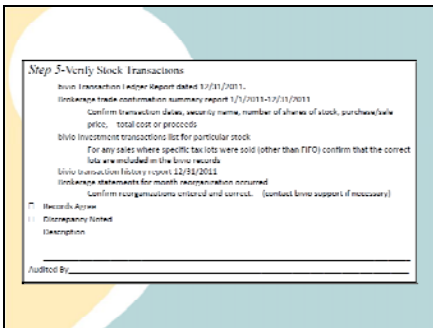 Step 5-Verify Stock Transactions
bivio Transaction Ledger Report dated 12/31/2011.
Brokerage trade confirmation summary report 1/1/2011-12/31/2011
Confirm transaction dates, security name, number of shares of stock, purchase/sale
price, total cost or proceeds
bivio investment transactions list for particular stock
For any sales where specific tax lots were sold (other than FIFO) confirm that the correct
lots are included in the bivio records
bivio transaction history report 12/31/2011
Brokerage statements for month reorganization occurred
Confirm reorganizations entered and correct. (contact bivio support if necessary)
☐ Records Agree
☐ Discrepancy Noted
Description
Audited By